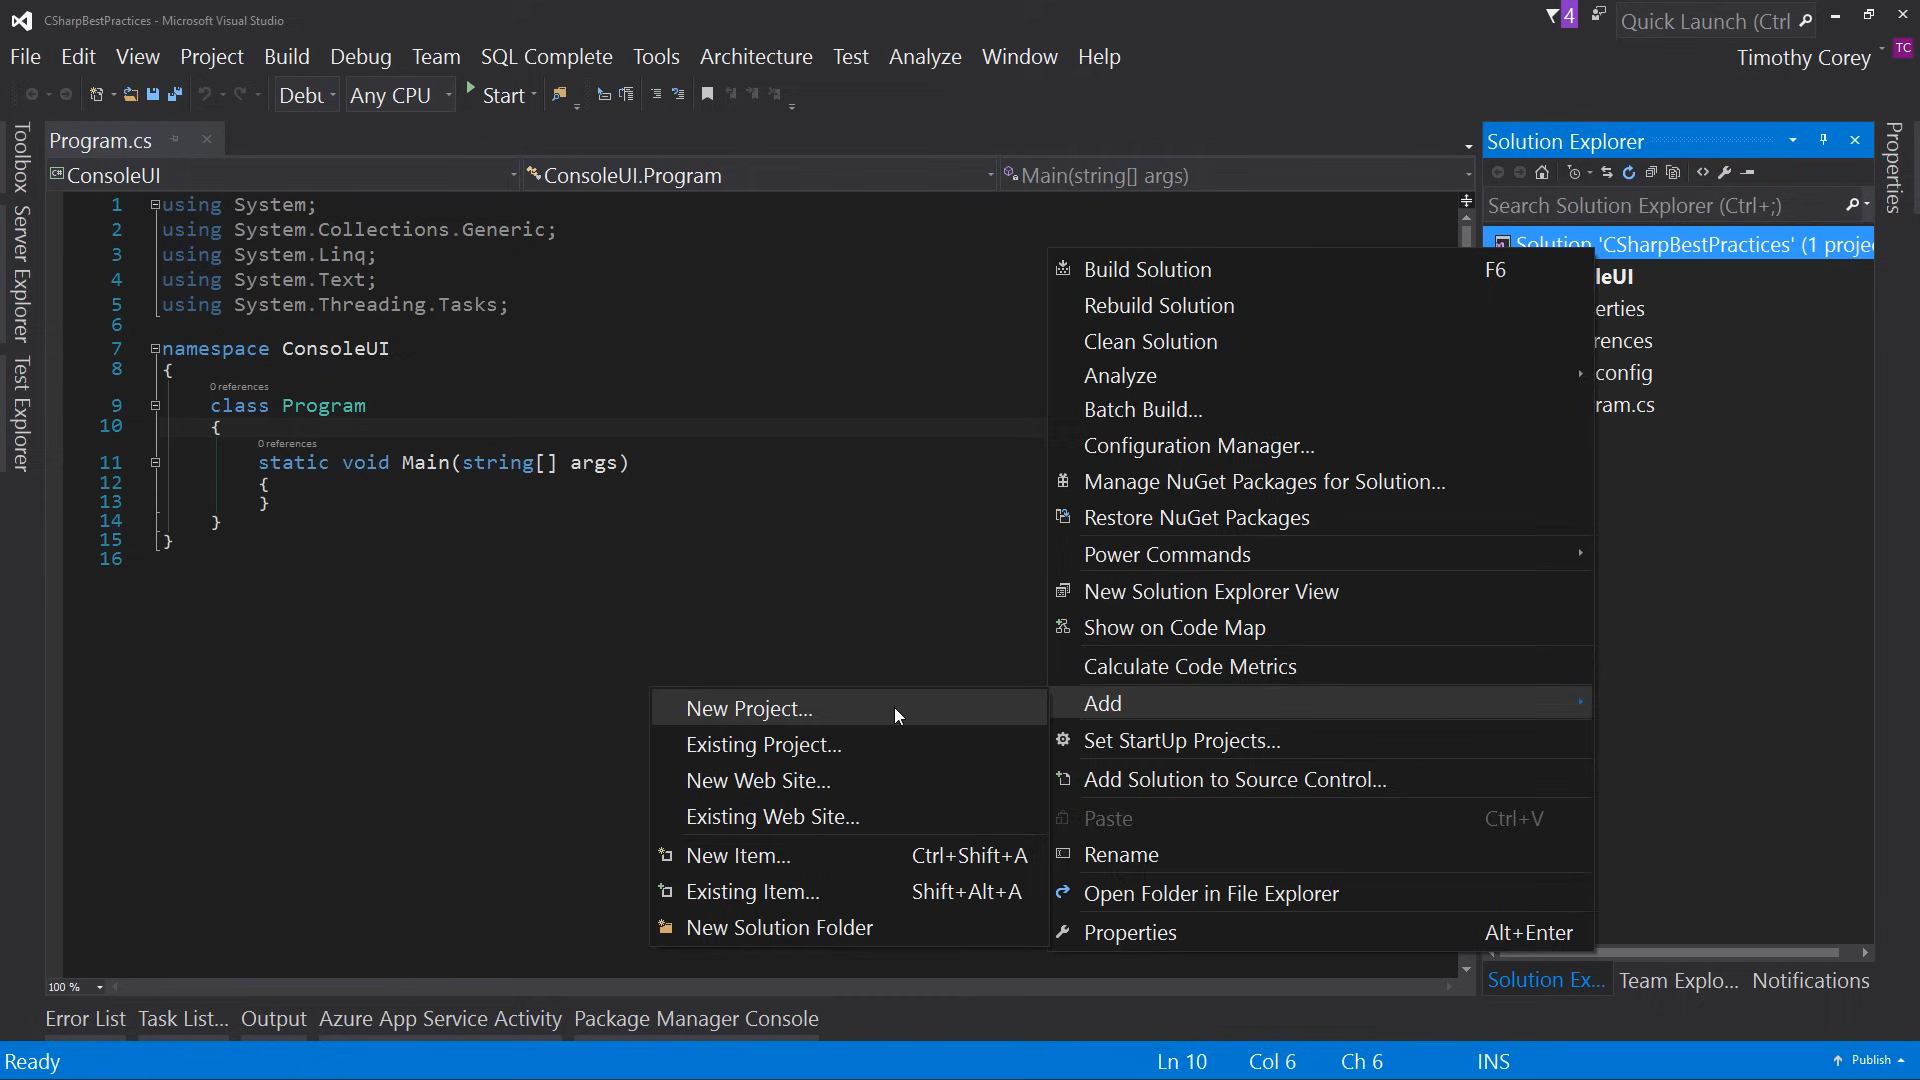 CSharpBestPractices - Microsoft Visual Studio
4
Quick Launch (Ctrl
File Edit View Project Build Debug Team SQL Complete Tools Architecture Test Analyze Window Help
Timothy Corey TC
Debu Any CPU Start
Toolbox
Server Explorer
Test Explorer
Program.cs
ConsoleUI ConsoleUI.Program Main(string[] args)
1 using System;
2 using System.Collections.Generic;
3 using System.Linq;
4 using System.Text;
5 using System.Threading.Tasks;
6
7 namespace ConsoleUI
8 {
0 references
9 class Program
10 {
0 references
11 static void Main(string[] args)
12 {
13 }
14 }
15 }
16
100 %
Build Solution F6
Rebuild Solution
Clean Solution
Analyze
Batch Build...
Configuration Manager...
Manage NuGet Packages for Solution...
Restore NuGet Packages
Power Commands
New Solution Explorer View
Show on Code Map
Calculate Code Metrics
Add
Set StartUp Projects...
Add Solution to Source Control...
Paste Ctrl+V
Rename
Open Folder in File Explorer
Properties Alt+Enter
New Project...
Existing Project...
New Web Site...
Existing Web Site...
New Item... Ctrl+Shift+A
Existing Item... Shift+Alt+A
New Solution Folder
Solution Explorer
Search Solution Explorer (Ctrl+;)
Solution 'CSharpBestPractices' (1 projec
leUI
erties
rences
config
ram.cs
Properties
Solution Ex... Team Explo... Notifications
Error List Task List... Output Azure App Service Activity Package Manager Console
Ready Ln 10 Col 6 Ch 6 INS Publish